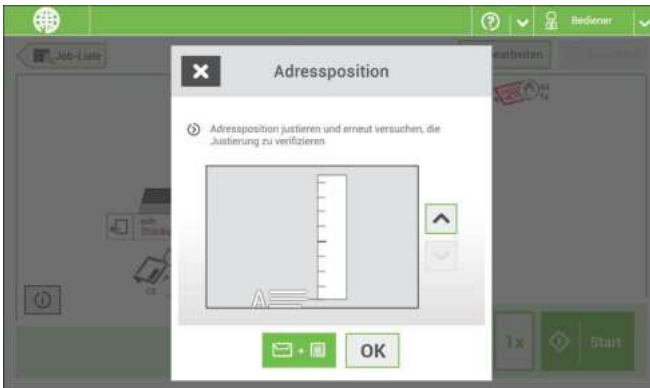 Bediener
Job-Liste
Adressposition
Adressposition justieren und erneut versuchen, die
Justierung zu verifizieren
A
OK
1x
Start